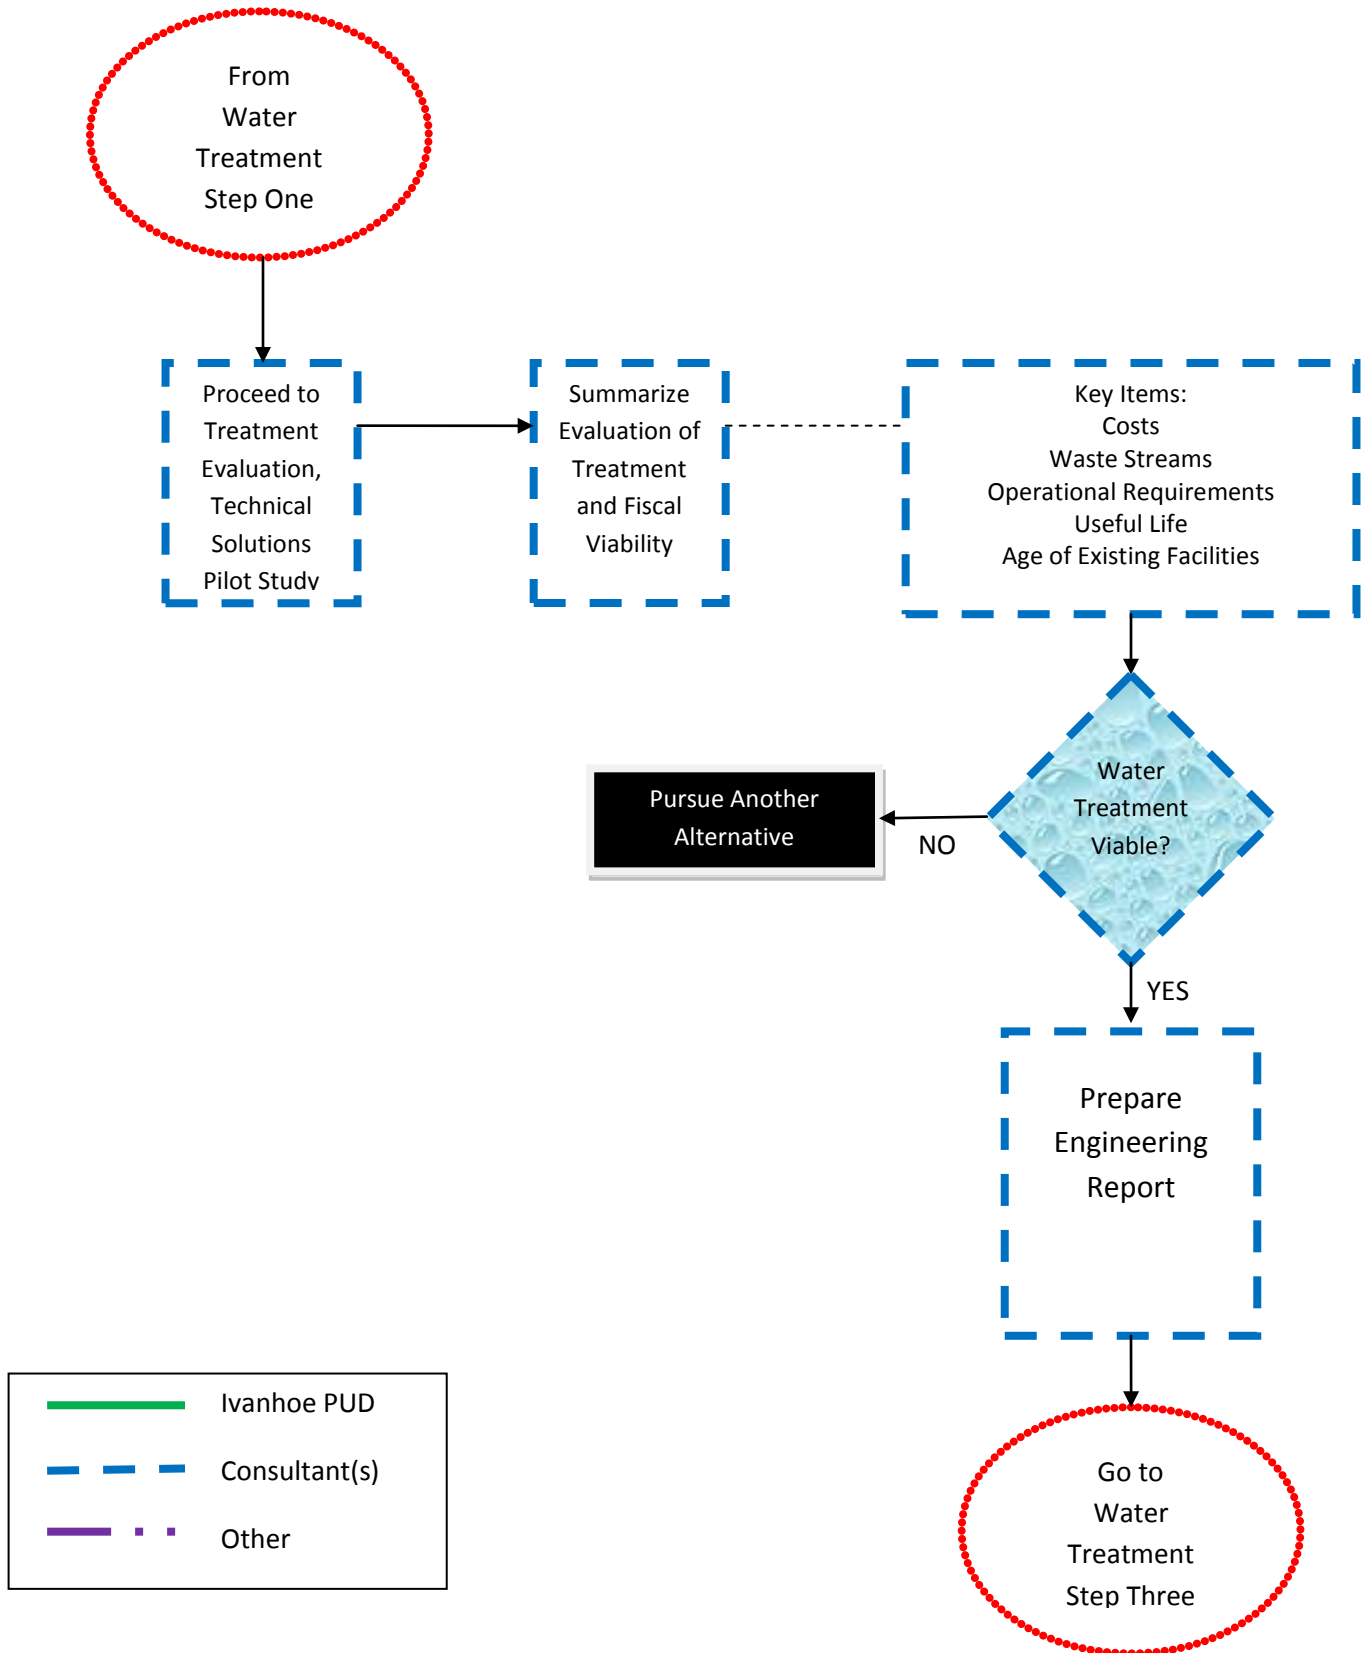 From
Water
Treatment
Step One
Proceed to
Treatment
Evaluation,
Technical
Solutions
Pilot Study
Summarize
Evaluation of
Treatment
and Fiscal
Viability
Key Items:
Costs
Waste Streams
Operational Requirements
Useful Life
Age of Existing Facilities
Water
Treatment
Viable?
NO
Pursue Another
Alternative
YES
Prepare
Engineering
Report
Go to
Water
Treatment
Step Three
Ivanhoe PUD
Consultant(s)
Other